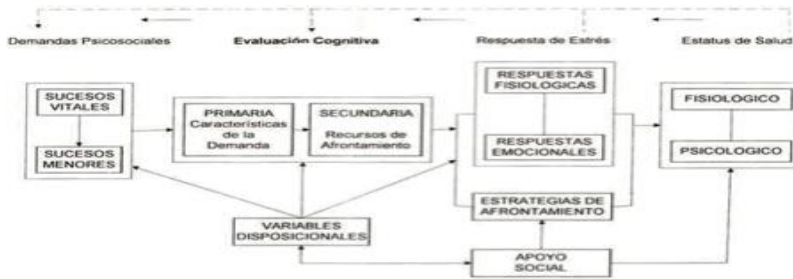 Demandas Psicosociales
Evaluación Cognitiva
Respuesta de Estrés
Estatus de Salud
SUCESOS
VITALES
SUCESOS
MENORES
PRIMARIA
Características
de la
Demanda
SECUNDARIA
Recursos de
Afrontamiento
RESPUESTAS
FISIOLOGICAS
RESPUESTAS
EMOCIONALES
FISIOLOGICO
PSICOLOGICO
ESTRATEGIAS DE
AFRONTAMIENTO
VARIABLES
DISPOSICIONALES
APOYO
SOCIAL